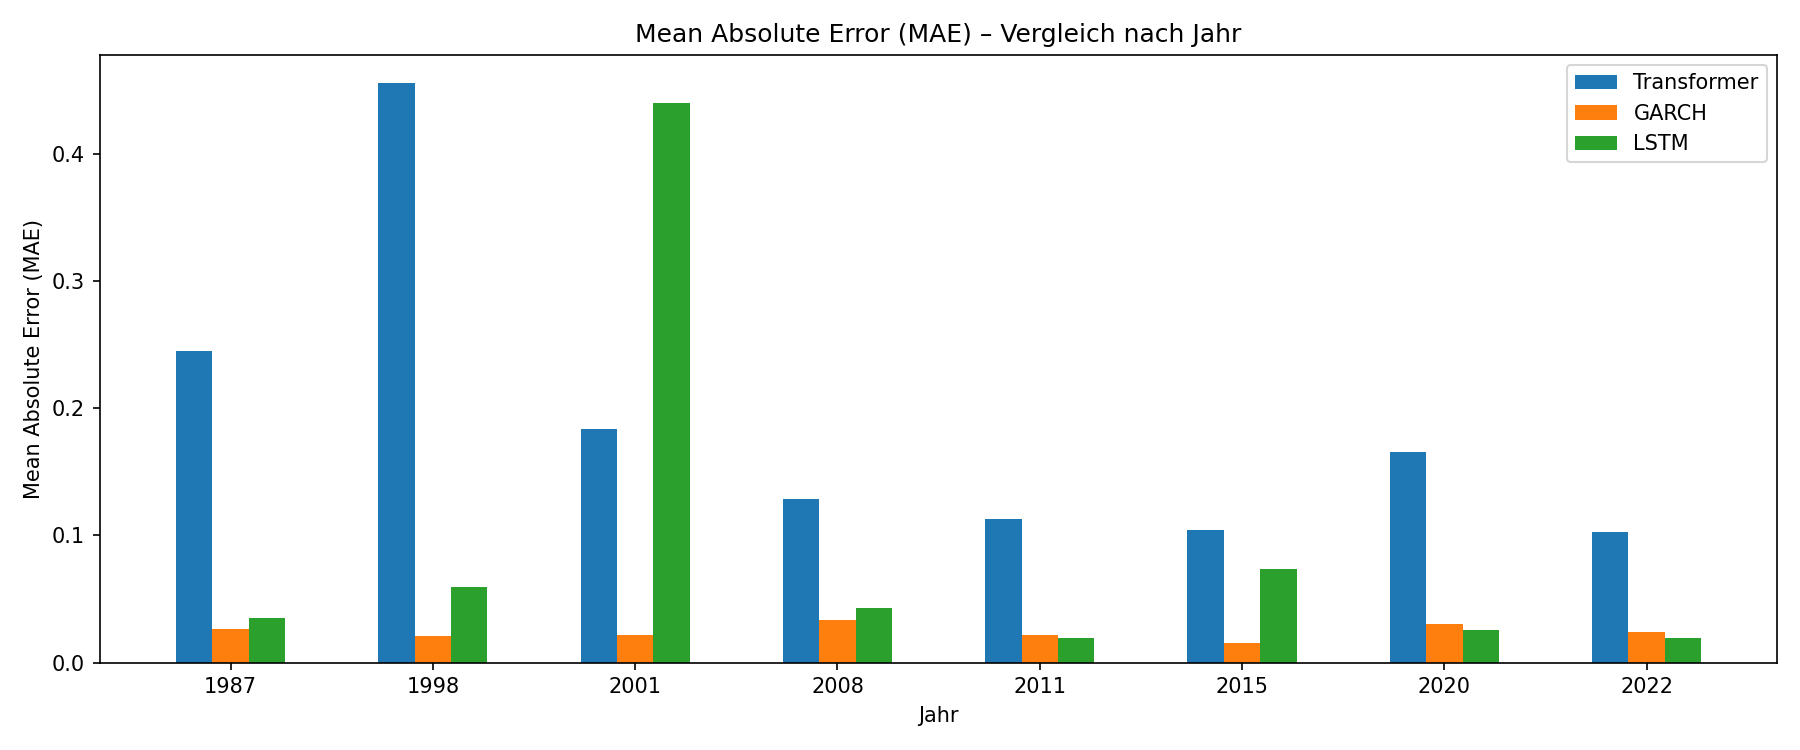 Mean Absolute Error (MAE) – Vergleich nach Jahr
Transformer
GARCH
LSTM
Mean Absolute Error (MAE)
0.4
0.3
0.2
0.1
0.0
1987 1998 2001 2008 2011 2015 2020 2022
Jahr